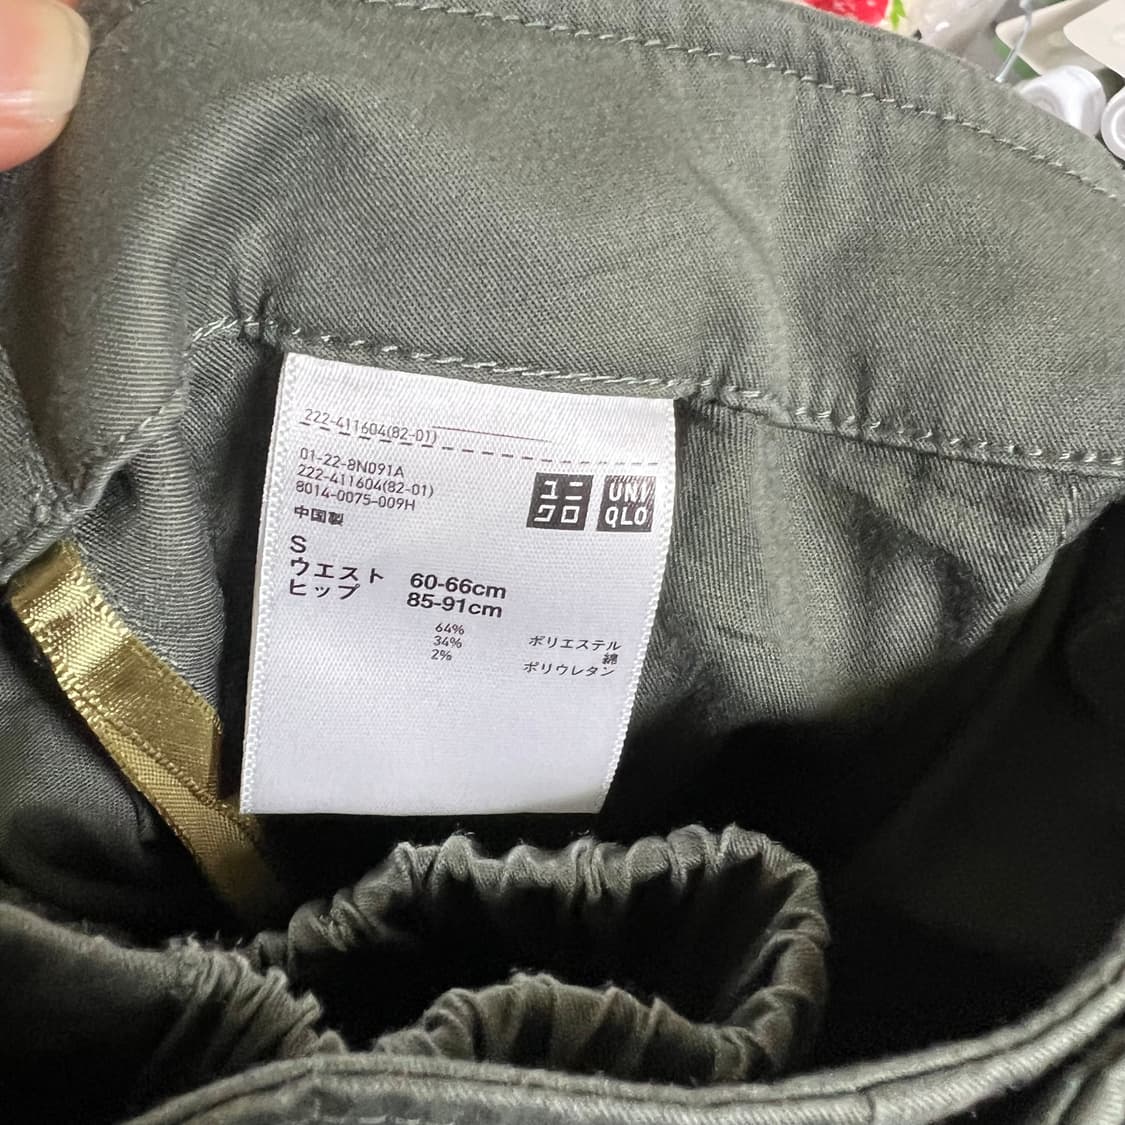 222-411604(82-01)
01-22-8N091A
222-411604(82-01)
8014-0075-009H
中国製
ユニ
クロ
UNI
QLO
S
ウエスト 60-66cm
ヒップ 85-91cm
64% ポリエステル
34% 綿
2% ポリウレタン